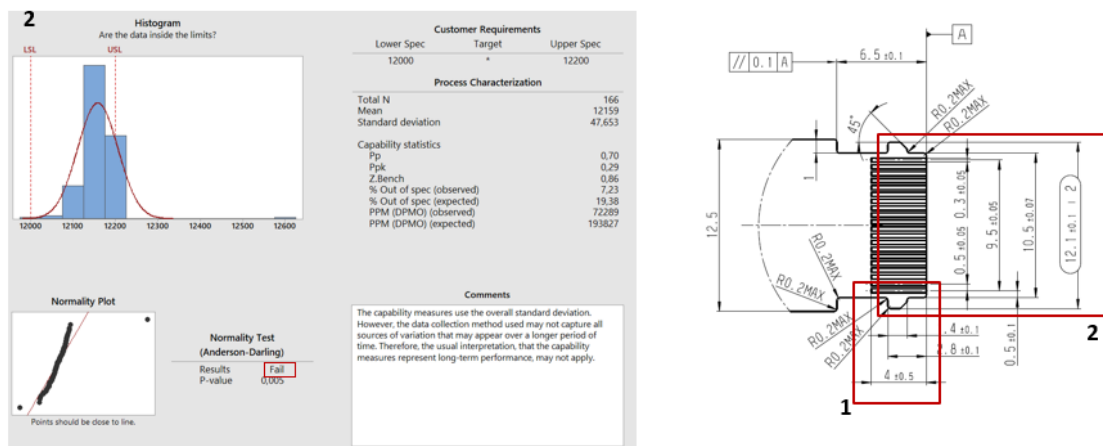 2
Histogram
Are the data inside the limits?
LSL
USL
12000 12100 12200 12300 12400 12500 12600
Customer Requirements
Lower Spec Target Upper Spec
12000 * 12200
Process Characterization
Total N 166
Mean 12159
Standard deviation 47,653
Capability statistics
Pp 0,70
Ppk 0,29
Z.Bench 0,86
% Out of spec (observed) 7,23
% Out of spec (expected) 19,38
PPM (DPMO) (observed) 72289
PPM (DPMO) (expected) 193827
Normality Plot
Points should be close to line.
Normality Test
(Anderson-Darling)
Results Fail
P-value 0,005
Comments
The capability measures use the overall standard deviation.
However, the data collection method used may not capture all
sources of variation that may appear over a longer period of
time. Therefore, the usual interpretation, that the capability
measures represent long-term performance, may not apply.
A
6.5 ±0.1
// 0.1 A
R0.2MAX
R0.2MAX
45°
1
12.5
0.3 ±0.05
0.5 ±0.05
9.5 ±0.05
10.5 ±0.07
12.1 ±0.1 2
R0.2MAX
R0.2MAX
R0.2MAX
R0.2MAX
.4 ±0.1
2.8 ±0.1
0.5 ±0.1
4 ±0.5
1
2